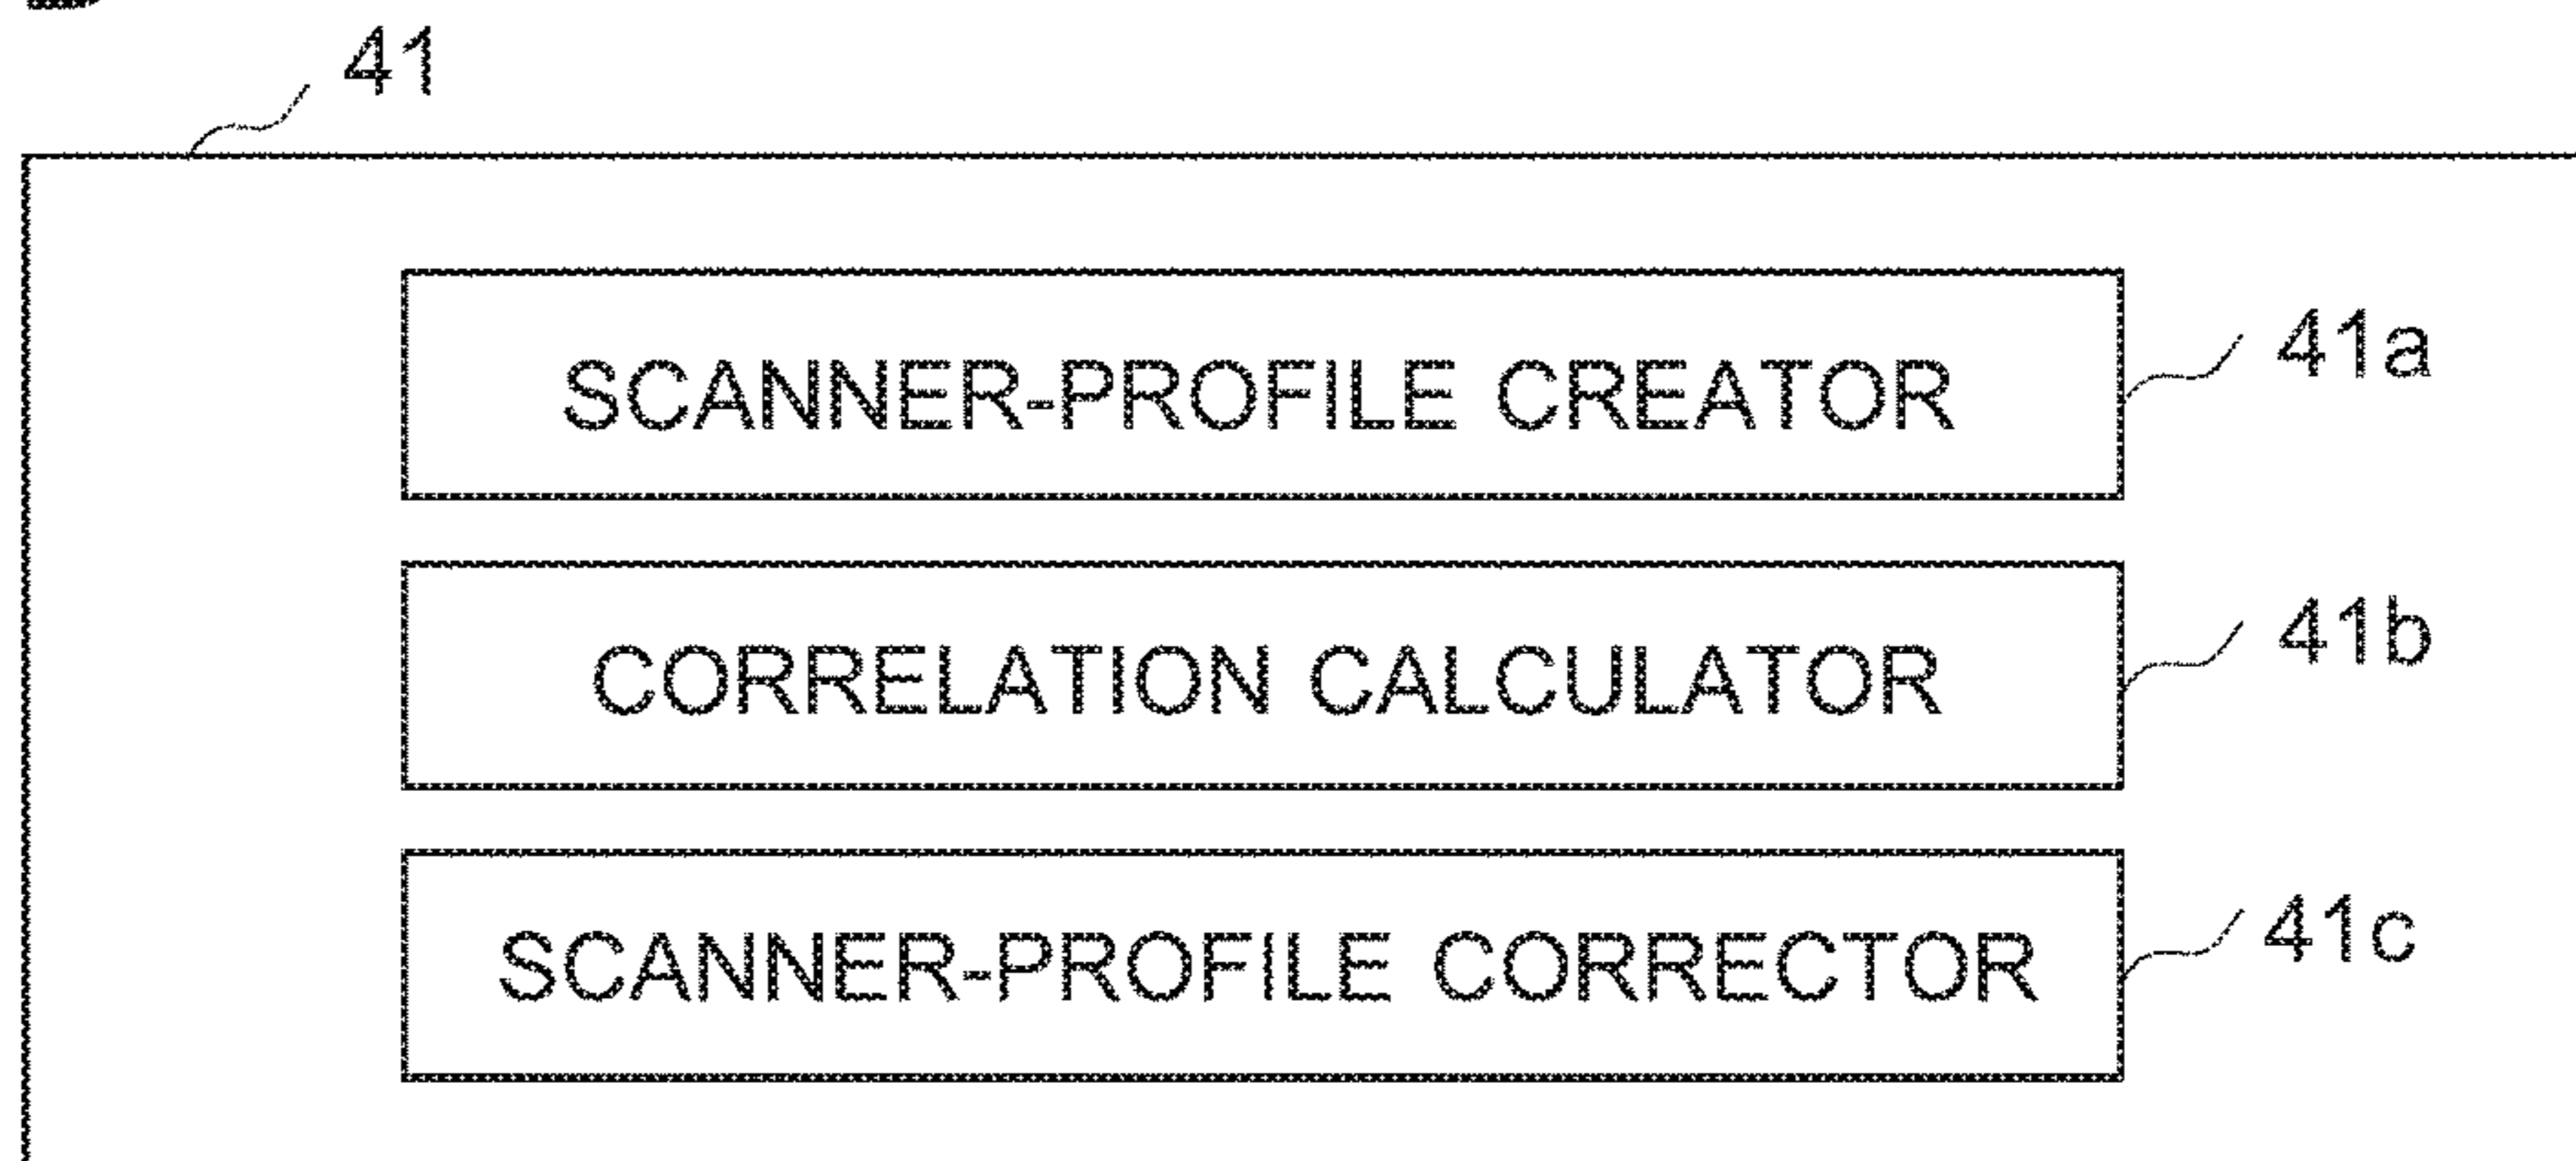 41
SCANNER-PROFILE CREATOR
41a
CORRELATION CALCULATOR
41b
SCANNER-PROFILE CORRECTOR
41c